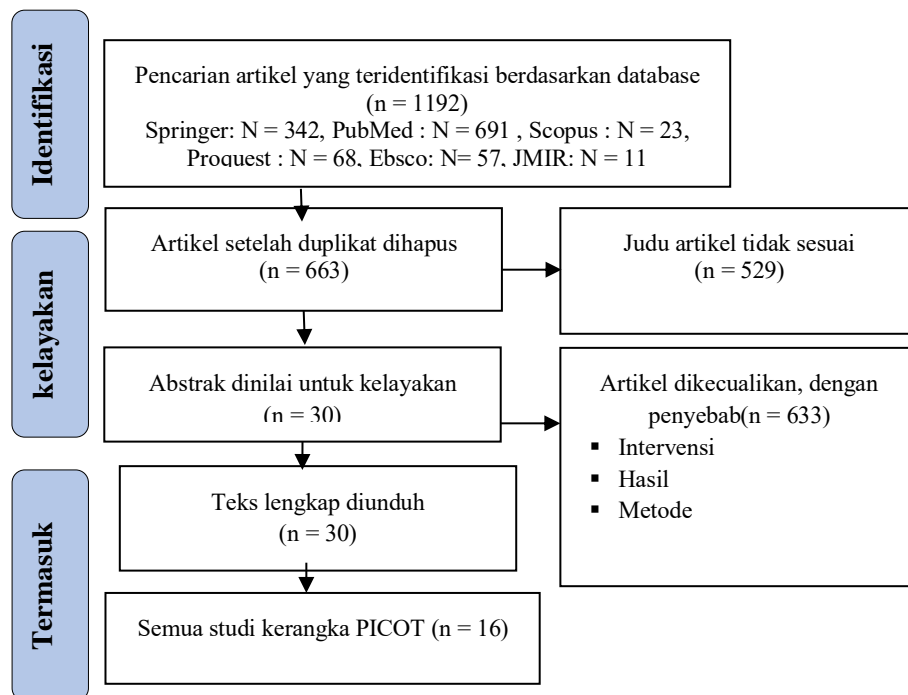 Identifikasi
Pencarian artikel yang teridentifikasi berdasarkan database
(n = 1192)
Springer: N = 342, PubMed : N = 691 , Scopus : N = 23,
Proquest : N = 68, Ebsco: N= 57, JMIR: N = 11
kelayakan
Artikel setelah duplikat dihapus
(n = 663)
Judu artikel tidak sesuai
(n = 529)
Abstrak dinilai untuk kelayakan
(n = 30)
Artikel dikecualikan, dengan
penyebab(n = 633)
▪ Intervensi
▪ Hasil
▪ Metode
Termasuk
Teks lengkap diunduh
(n = 30)
Semua studi kerangka PICOT (n = 16)